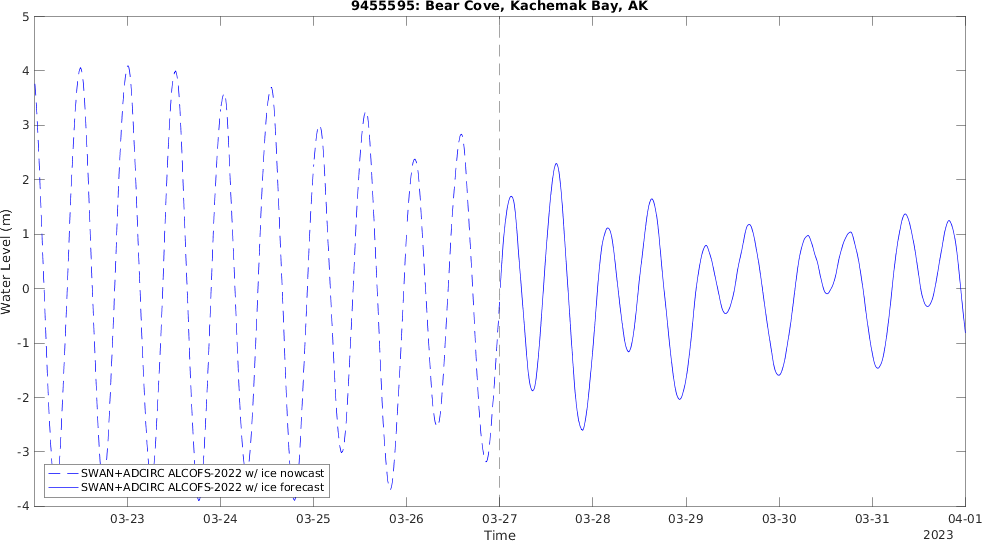 9455595: Bear Cove, Kachemak Bay, AK
5
4
3
2
1
0
-1
-2
-3
-4
Water Level (m)
SWAN+ADCIRC ALCOFS-2022 w/ ice nowcast
SWAN+ADCIRC ALCOFS-2022 w/ ice forecast
03-23 03-24 03-25 03-26 03-27 03-28 03-29 03-30 03-31 04-01
Time 2023